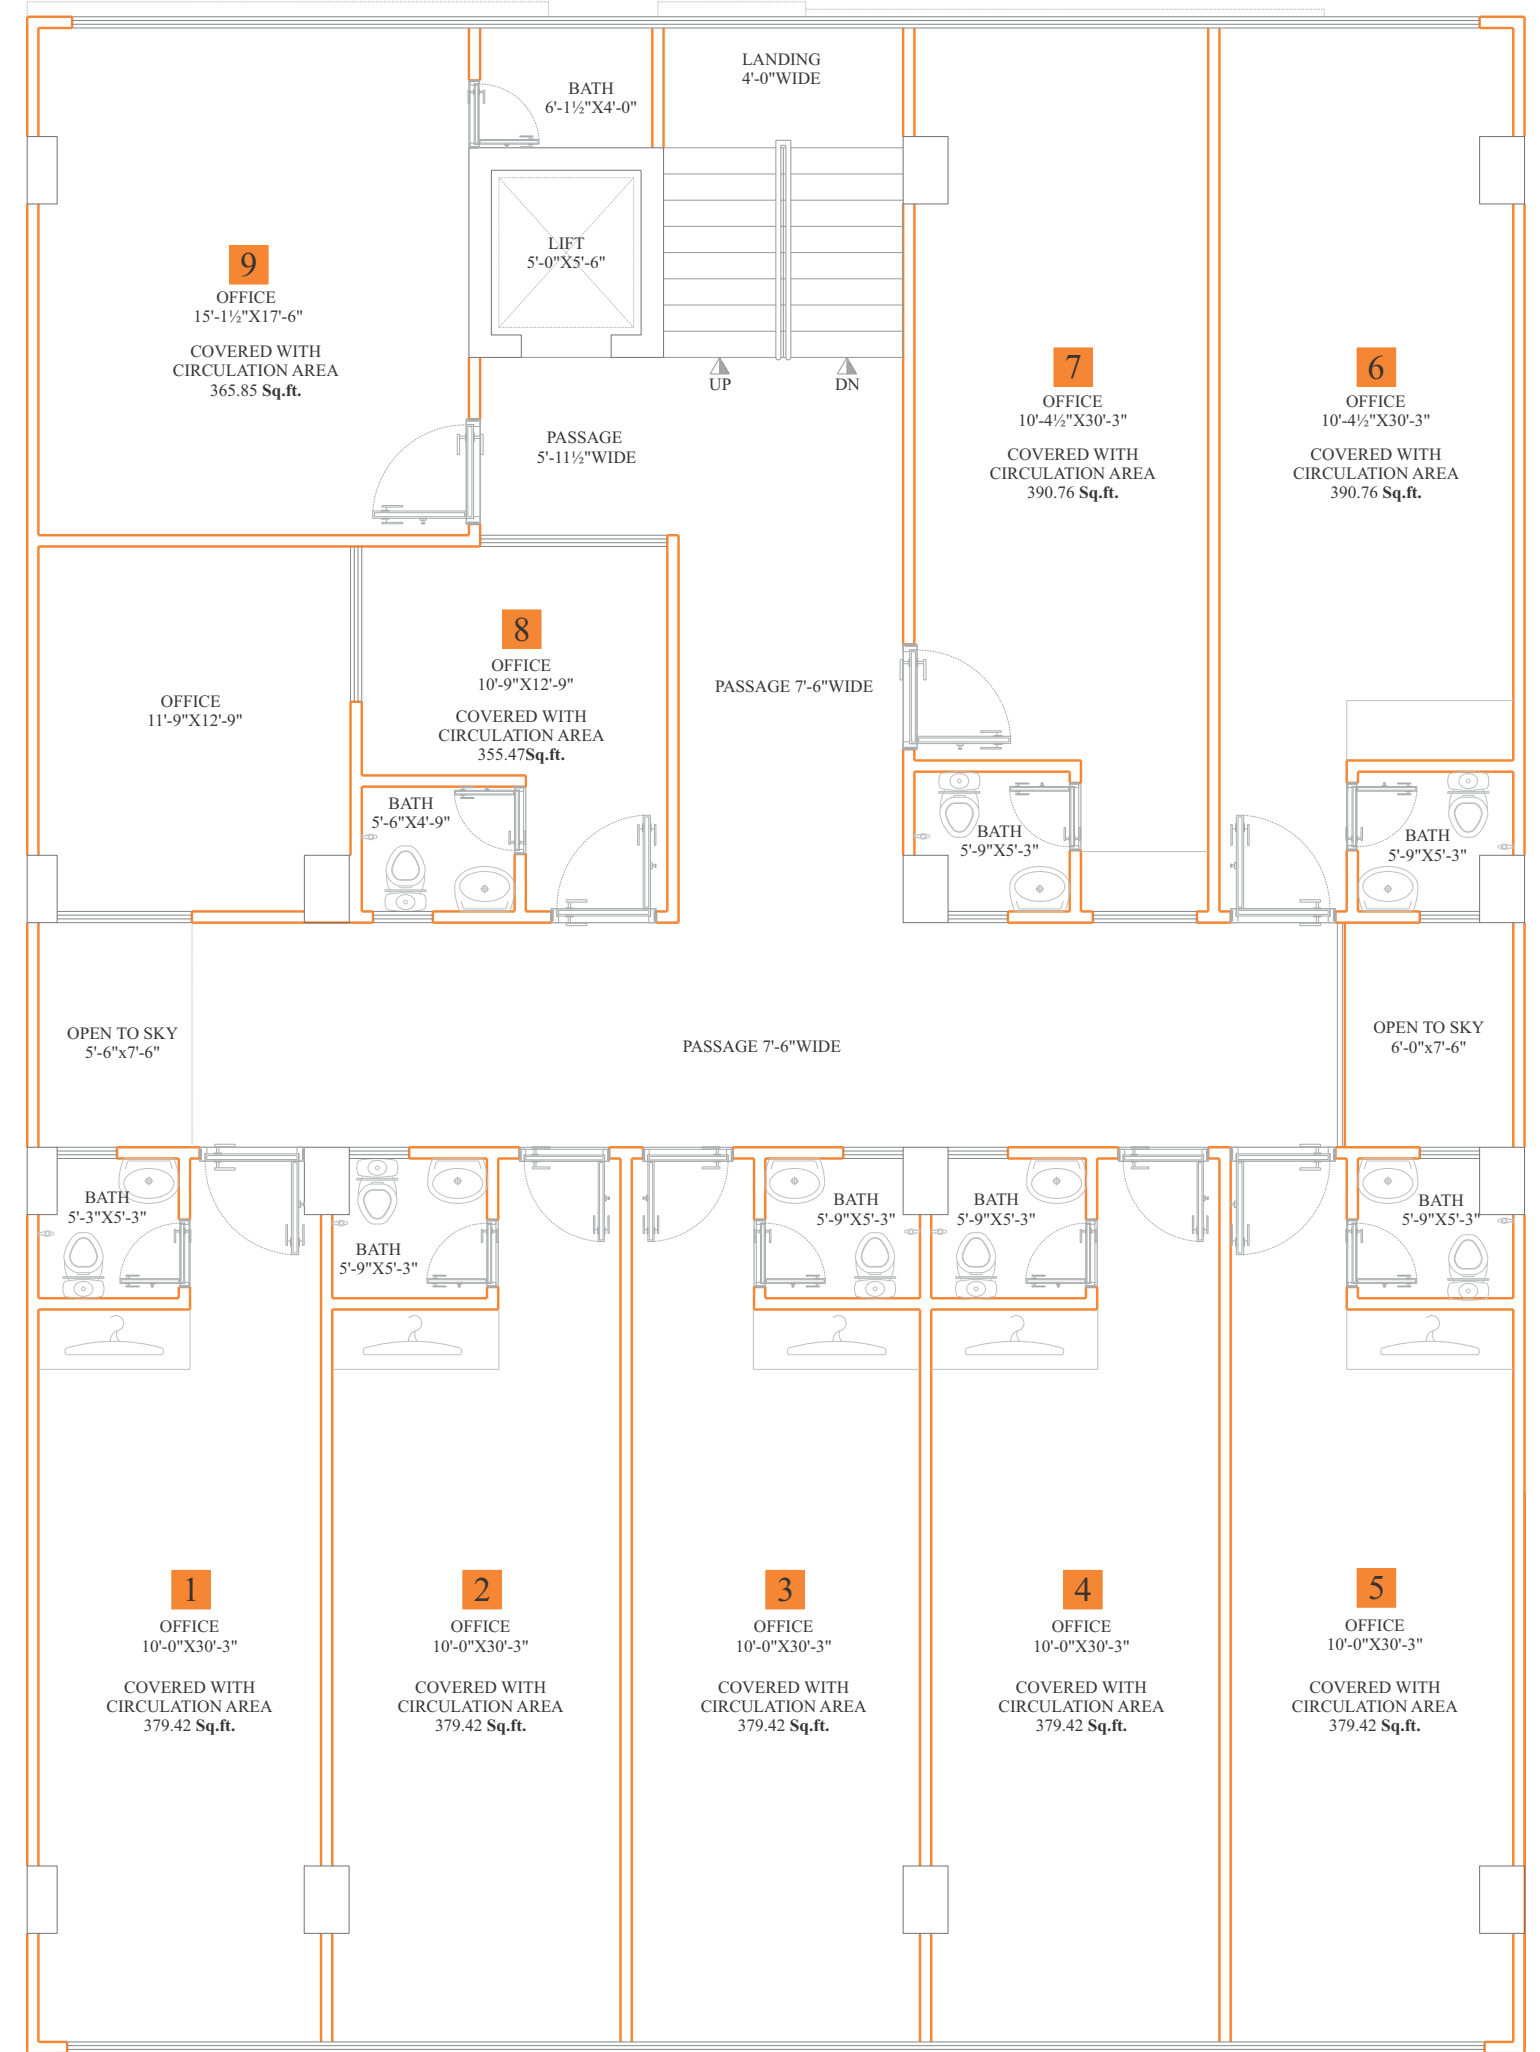 LANDING
4'-0"WIDE
BATH
6'-1½"X4'-0"
LIFT
5'-0"X5'-6"
9
OFFICE
15'-1½"X17'-6"
COVERED WITH
CIRCULATION AREA
365.85 Sq.ft.
UP
DN
7
OFFICE
10'-4½"X30'-3"
COVERED WITH
CIRCULATION AREA
390.76 Sq.ft.
6
OFFICE
10'-4½"X30'-3"
COVERED WITH
CIRCULATION AREA
390.76 Sq.ft.
PASSAGE
5'-11½"WIDE
8
OFFICE
10'-9"X12'-9"
COVERED WITH
CIRCULATION AREA
355.47Sq.ft.
OFFICE
11'-9"X12'-9"
PASSAGE 7'-6"WIDE
BATH
5'-6"X4'-9"
BATH
5'-9"X5'-3"
BATH
5'-9"X5'-3"
OPEN TO SKY
5'-6"x7'-6"
PASSAGE 7'-6"WIDE
OPEN TO SKY
6'-0"x7'-6"
BATH
5'-3"X5'-3"
BATH
5'-9"X5'-3"
BATH
5'-9"X5'-3"
BATH
5'-9"X5'-3"
BATH
5'-9"X5'-3"
1
OFFICE
10'-0"X30'-3"
COVERED WITH
CIRCULATION AREA
379.42 Sq.ft.
2
OFFICE
10'-0"X30'-3"
COVERED WITH
CIRCULATION AREA
379.42 Sq.ft.
3
OFFICE
10'-0"X30'-3"
COVERED WITH
CIRCULATION AREA
379.42 Sq.ft.
4
OFFICE
10'-0"X30'-3"
COVERED WITH
CIRCULATION AREA
379.42 Sq.ft.
5
OFFICE
10'-0"X30'-3"
COVERED WITH
CIRCULATION AREA
379.42 Sq.ft.